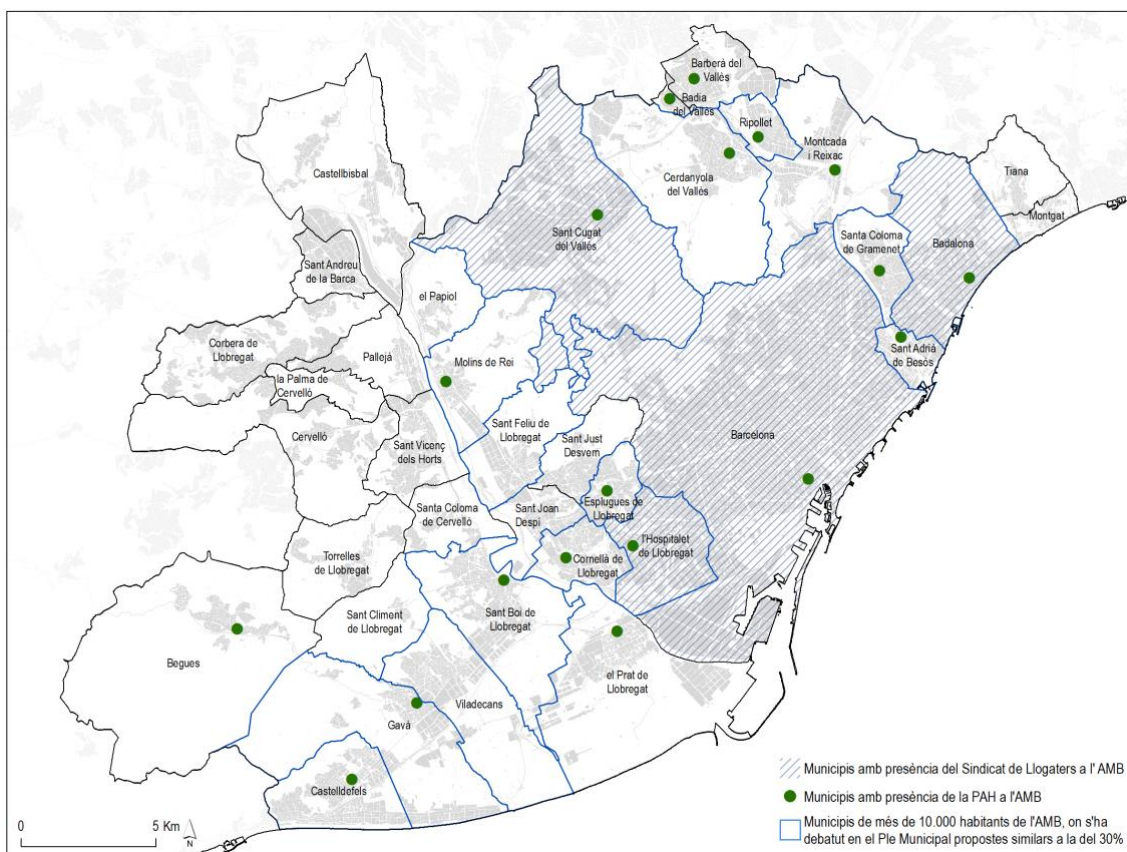 Barberà del
Vallès
Badia
del Vallès
Ripollet
Montcada
i Reixac
Cerdanyola
del Vallès
Tiana
Montgat
Castellbisbal
Sant Cugat
del Vallès
Santa Coloma
de Gramenet
Badalona
Sant Andreu
de la Barca
el Papiol
Corbera de
Llobregat
Pallejà
Molins de Rei
Sant Adrià
de Besòs
la Palma de
Cervelló
Cervelló
Sant Vicenç
dels Horts
Sant Feliu de
Llobregat
Sant Just
Desvern
Barcelona
Santa Coloma
de Cervelló
Sant Joan
Despí
Esplugues de
Llobregat
l'Hospitalet
de Llobregat
Cornellà de
Llobregat
Torrelles
de Llobregat
Sant Climent
de Llobregat
Sant Boi de
Llobregat
Begues
el Prat de
Llobregat
Viladecans
Gavà
Castelldefels
Municipis amb presència del Sindicat de Llogaters a l' AMB
Municipis amb presència de la PAH a l'AMB
Municipis de més de 10.000 habitants de l'AMB, on s'ha
debatut en el Ple Municipal propostes similars a la del 30%
0 5 Km
N